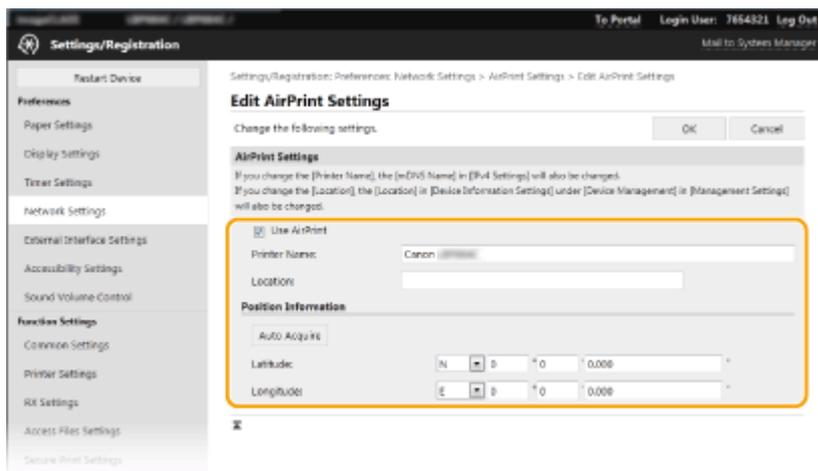 To Portal Login User: 7654321 Log Out
Settings/Registration
Mail to System Manager
Restart Device
Preferences
Paper Settings
Display Settings
Timer Settings
Network Settings
External Interface Settings
Accessibility Settings
Sound Volume Control
Function Settings
Common Settings
Printer Settings
RX Settings
Access Files Settings
Secure Print Settings
Settings/Registration: Preferences: Network Settings > AirPrint Settings > Edit AirPrint Settings
Edit AirPrint Settings
Change the following settings.
OK Cancel
AirPrint Settings
If you change the [Printer Name], the [mDNS Name] in [IPv4 Settings] will also be changed.
If you change the [Location], the [Location] in [Device Information Settings] under [Device Management] in [Management Settings]
will also be changed.
Use AirPrint
Printer Name: Canon
Location:
Position Information
Auto Acquire
Latitude: N 0 ° 0 ' 0.000 "
Longitude: E 0 ° 0 ' 0.000 "